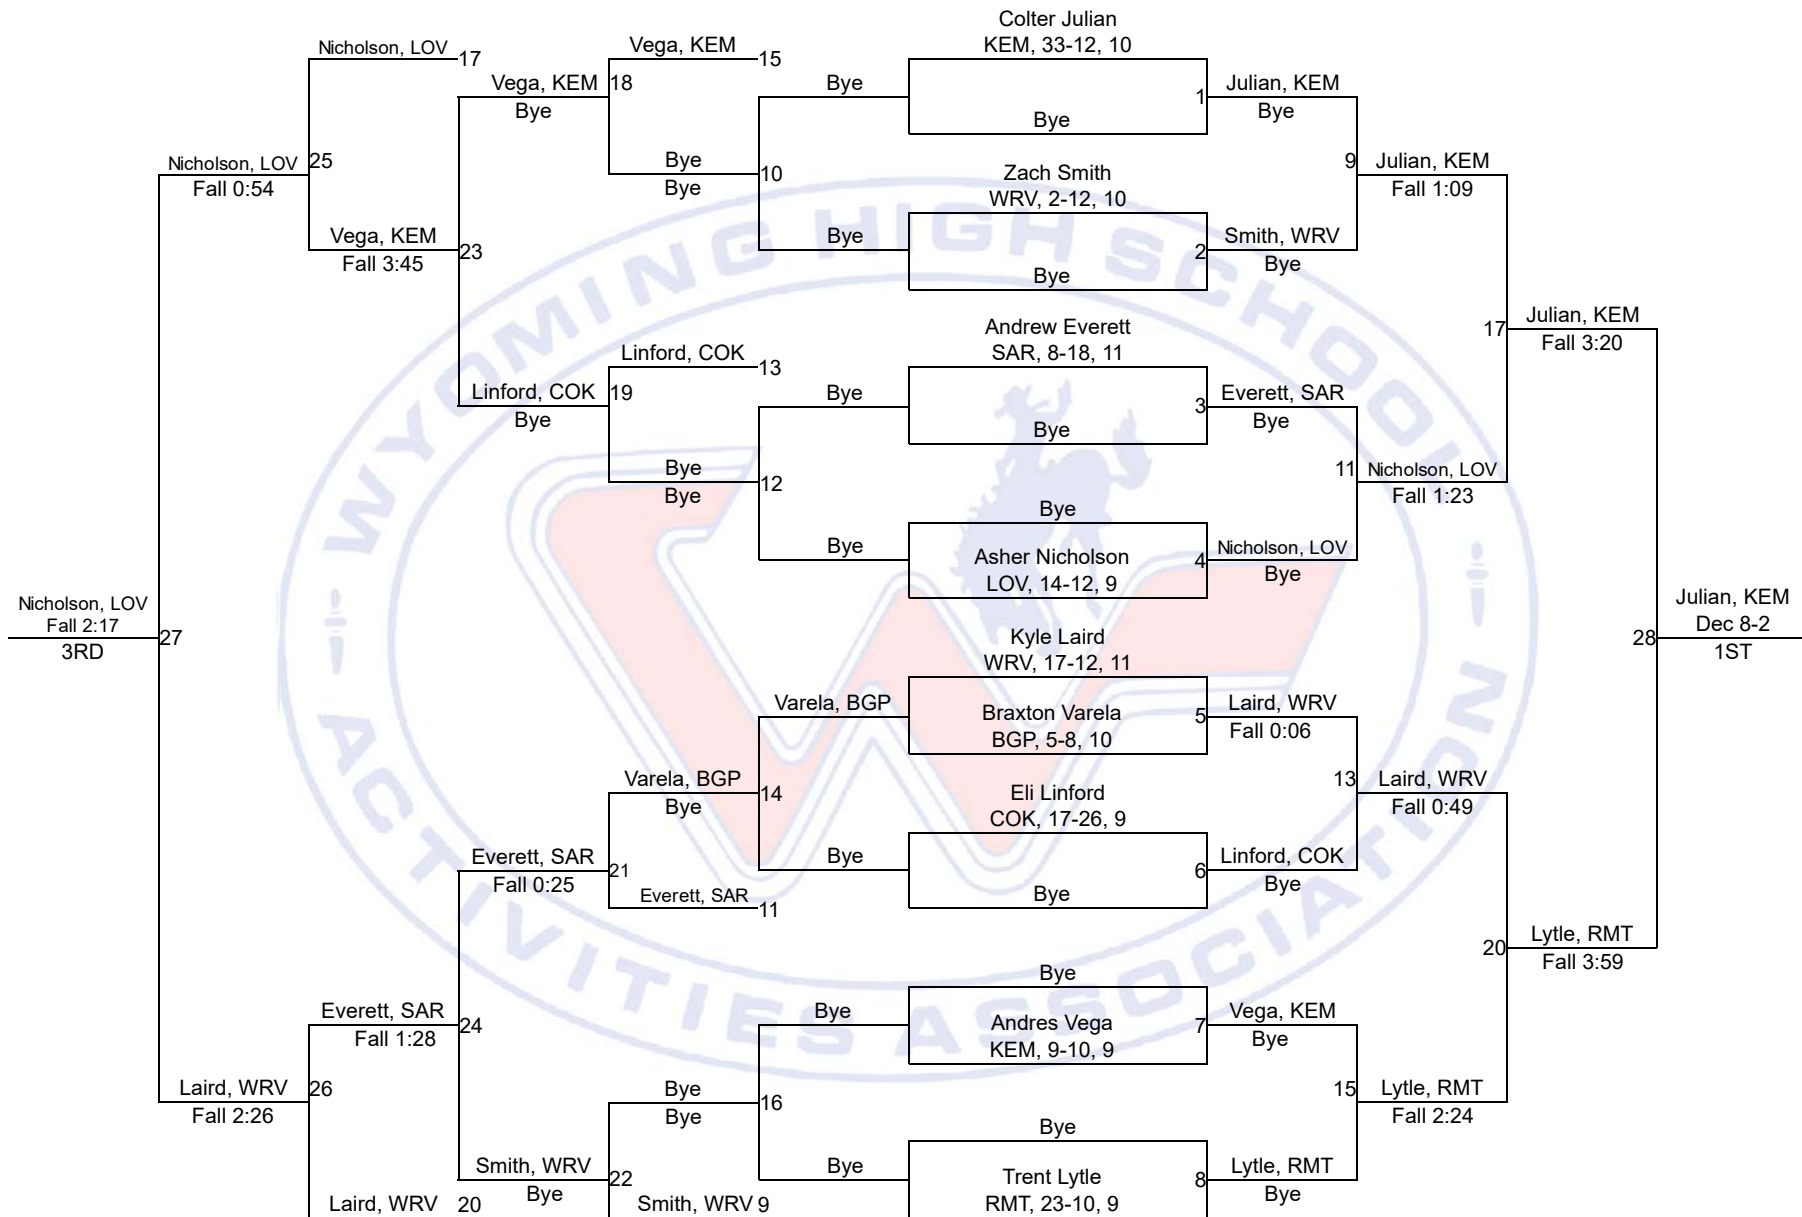 Colter Julian
Nicholson, LOV 17
Vega, KEM 15
KEM, 33-12, 10
Vega, KEM 18
Bye
1 Julian, KEM
Bye
Bye
Bye
Nicholson, LOV 25
Bye
10
9 Julian, KEM
Fall 0:54
Bye
Zach Smith
Fall 1:09
WRV, 2-12, 10
Vega, KEM
Bye
Smith, WRV
Fall 3:45
23
2
Bye
Bye
WYOMING HIGH SCHOOL
Andrew Everett
17 Julian, KEM
Linford, COK 13
SAR, 8-18, 11
Fall 3:20
Linford, COK 19
Bye
3 Everett, SAR
Bye
Bye
Bye
Bye
12
11 Nicholson, LOV
Bye
Fall 1:23
Bye
Bye
Asher Nicholson
4 Nicholson, LOV
LOV, 14-12, 9
Bye
Nicholson, LOV
Fall 2:17
27
3RD
Kyle Laird
WRV, 17-12, 11
Julian, KEM
28 Dec 8-2
1ST
Varela, BGP
Braxton Varela
5 Laird, WRV
BGP, 5-8, 10
Fall 0:06
Varela, BGP 14
Bye
Eli Linford
13 Laird, WRV
COK, 17-26, 9
Fall 0:49
Everett, SAR 21
Fall 0:25
Bye
6 Linford, COK
Bye
Everett, SAR 11
Bye
ACTIVITIES ASSOCIATION
20 Lytle, RMT
Fall 3:59
Bye
Everett, SAR 24
Fall 1:28
Bye
Andres Vega
7 Vega, KEM
KEM, 9-10, 9
Bye
Laird, WRV 26
Fall 2:26
Bye
16
Bye
15 Lytle, RMT
Fall 2:24
Bye
Smith, WRV 22
Bye
Bye
Trent Lytle
8 Lytle, RMT
Bye
Laird, WRV 20
Smith, WRV 9
RMT, 23-10, 9